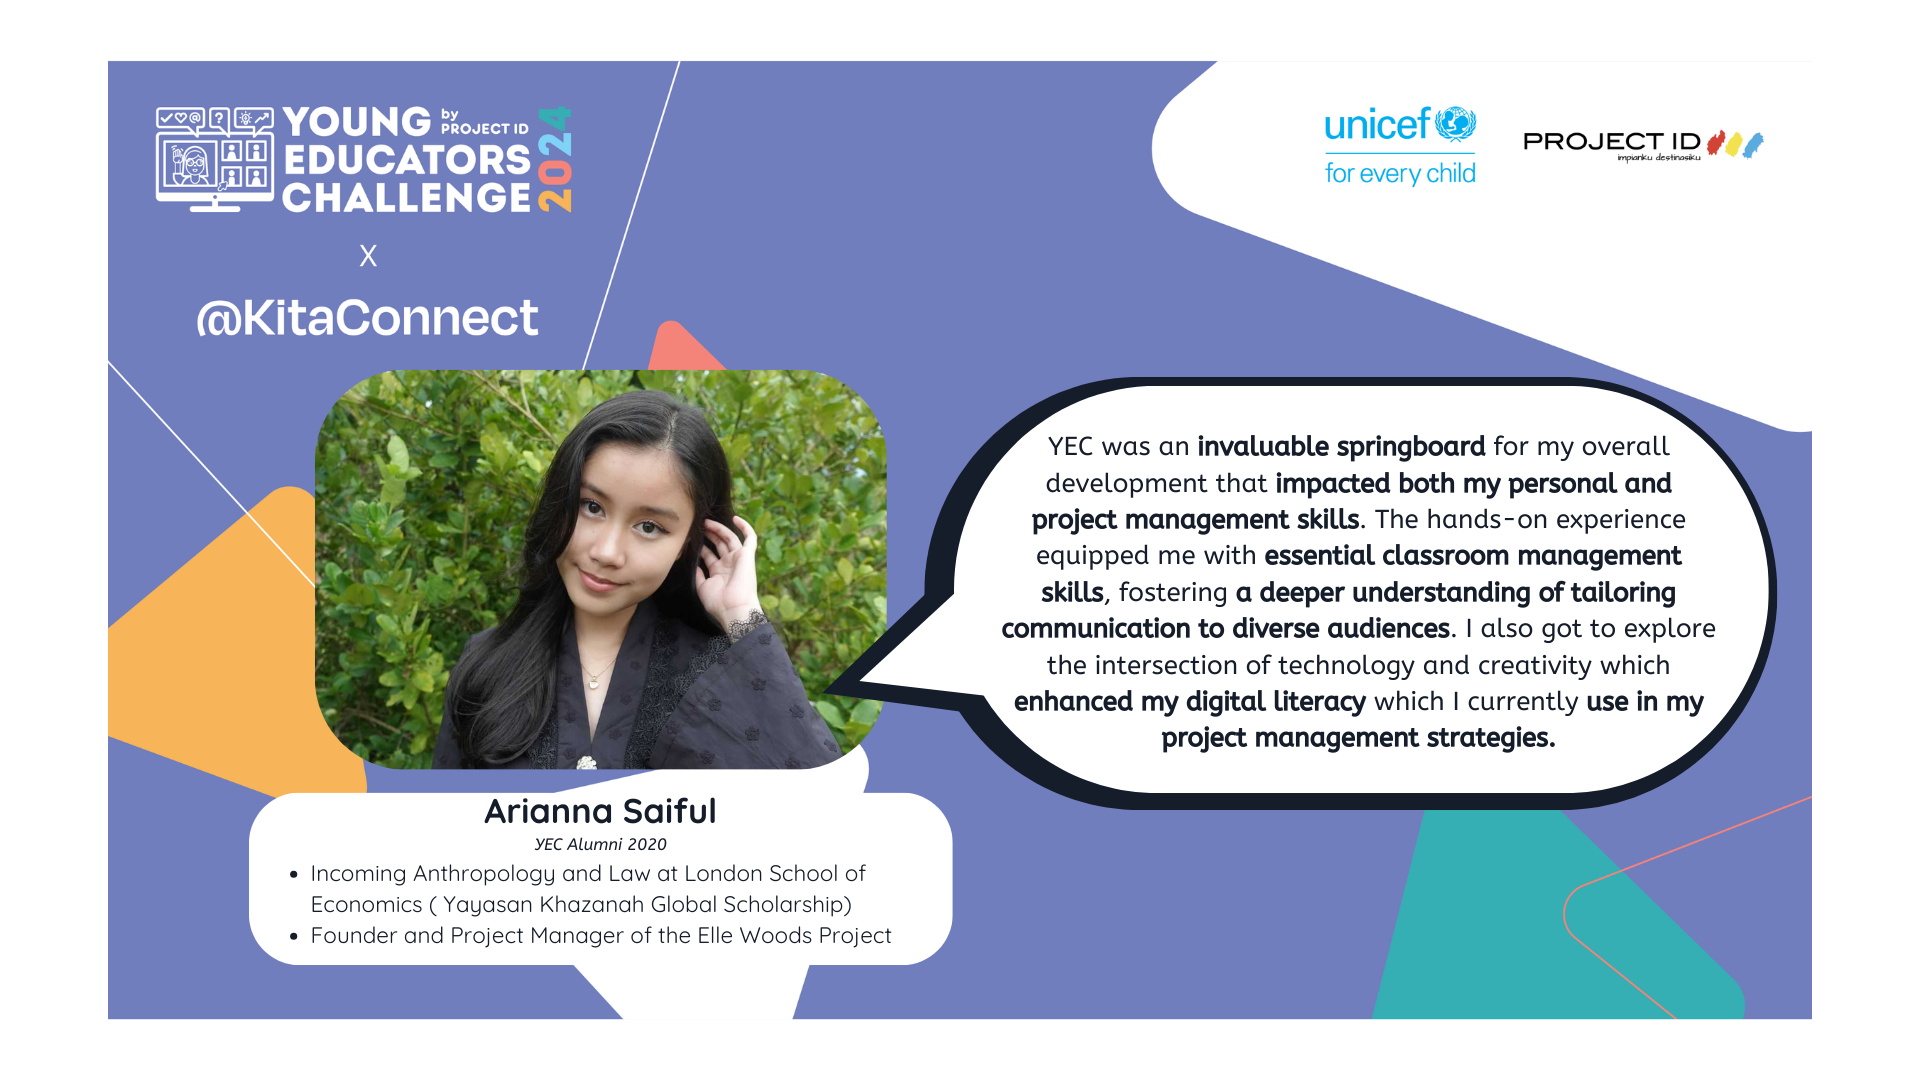 YOUNG by PROJECT ID
EDUCATORS
CHALLENGE
2024
X
@KitaConnect
unicef
for every child
PROJECT ID
impianku destinasiku
YEC was an invaluable springboard for my overall
development that impacted both my personal and
project management skills. The hands-on experience
equipped me with essential classroom management
skills, fostering a deeper understanding of tailoring
communication to diverse audiences. I also got to explore
the intersection of technology and creativity which
enhanced my digital literacy which I currently use in my
project management strategies.
Arianna Saiful
YEC Alumni 2020
• Incoming Anthropology and Law at London School of
Economics ( Yayasan Khazanah Global Scholarship)
• Founder and Project Manager of the Elle Woods Project